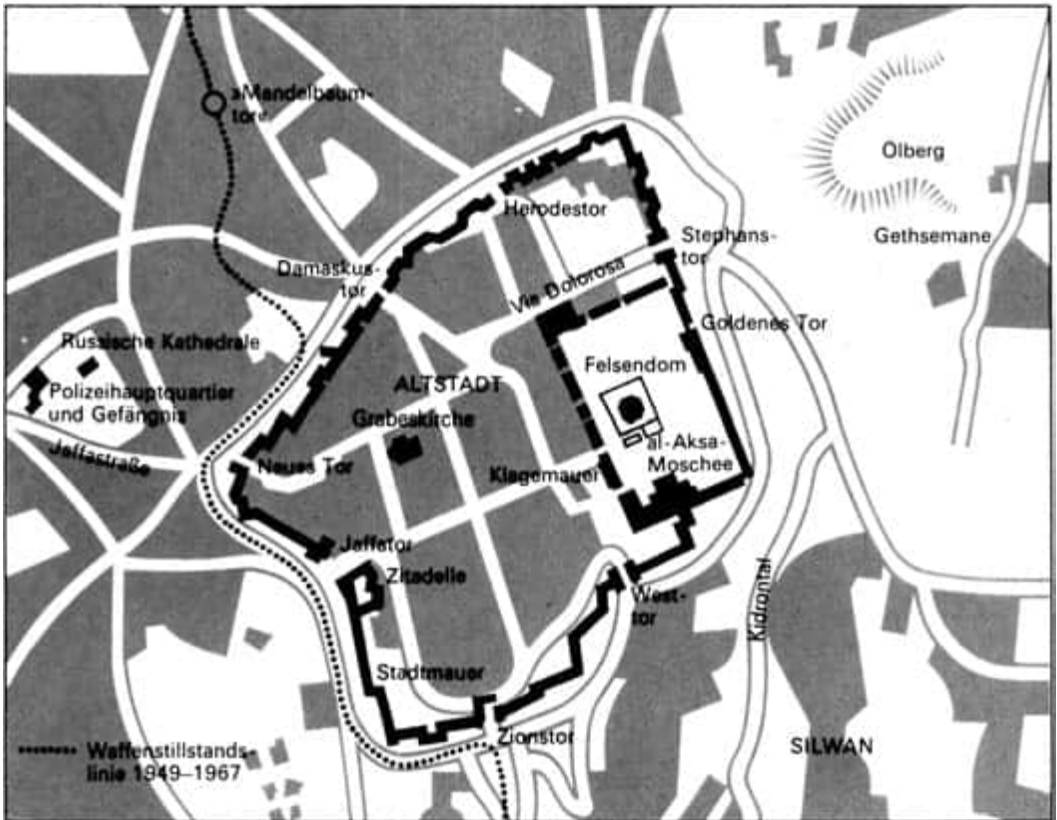 »Mandelbaum-
tor«
Ölberg
Herodestor
Gethsemane
Stephans-
tor
Damaskus-
tor
Via Dolorosa
Goldenes Tor
Russische Kathedrale
Felsendom
Polizeihauptquartier
und Gefängnis
ALTSTADT
Grabeskirche
al-Aksa-
Moschee
Jaffastraße
Neues Tor
Klagemauer
Jaffator
Zitadelle
West-
tor
Kidrontal
Stadtmauer
Zionstor
SILWAN
Waffenstillstands-
linie 1949–1967